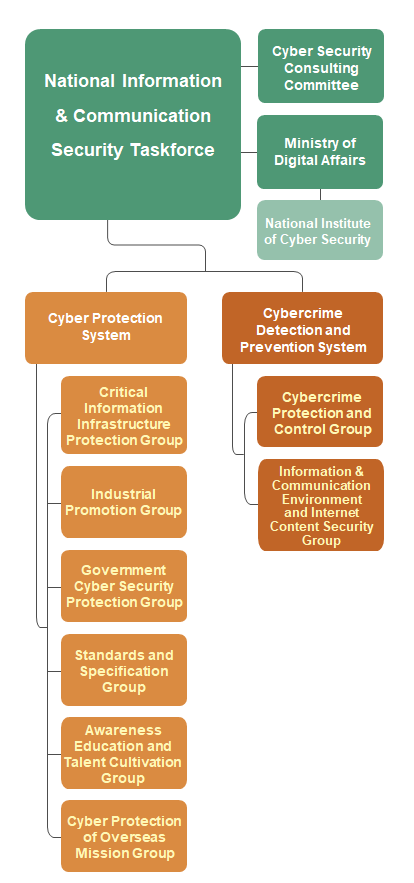 National Information
& Communication
Security Taskforce
Cyber Security
Consulting
Committee
Ministry of
Digital Affairs
National Institute
of Cyber Security
Cyber Protection
System
Critical
Information
Infrastructure
Protection Group
Industrial
Promotion Group
Government
Cyber Security
Protection Group
Standards and
Specification
Group
Awareness
Education and
Talent Cultivation
Group
Cyber Protection
of Overseas
Mission Group
Cybercrime
Detection and
Prevention System
Cybercrime
Protection and
Control Group
Information &
Communication
Environment
and Internet
Content Security
Group